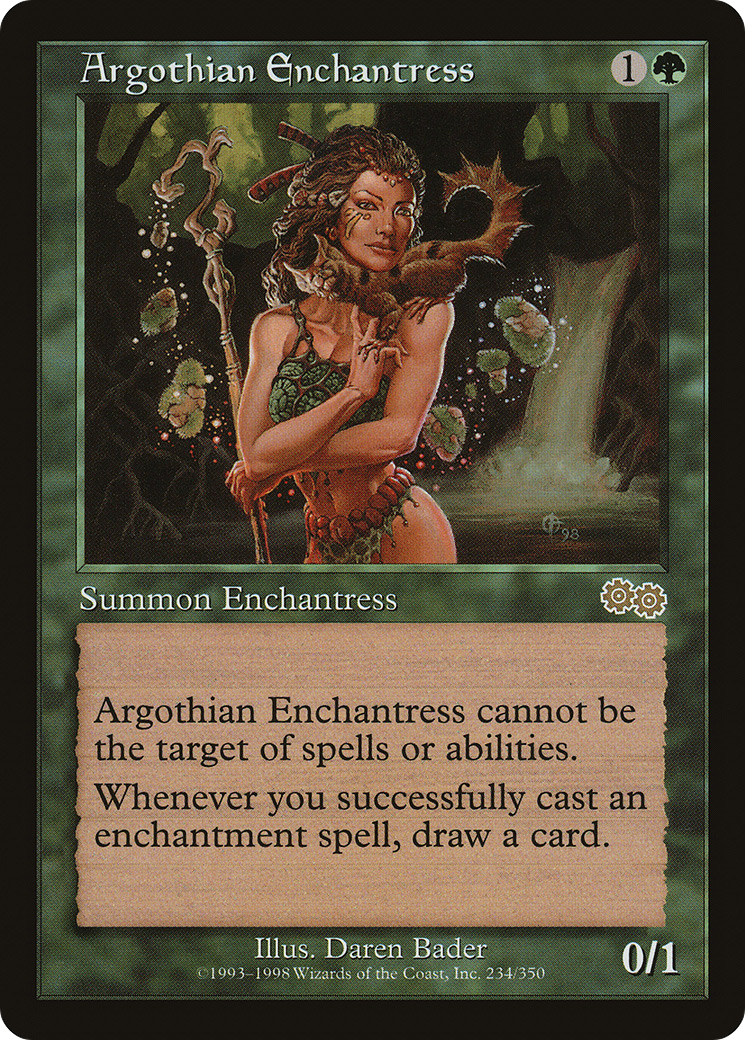 Argothian Enchantress 1
98
Summon Enchantress
Argothian Enchantress cannot be
the target of spells or abilities.
Whenever you successfully cast an
enchantment spell, draw a card.
Illus. Daren Bader
©1993–1998 Wizards of the Coast, Inc. 234/350
0/1